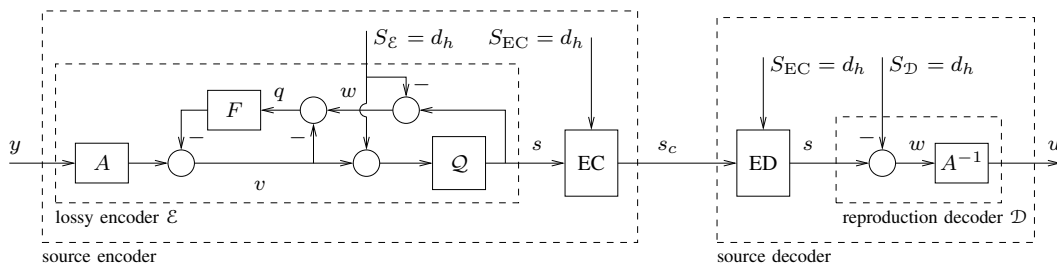 S_ℰ = d_h
S_EC = d_h
S_EC = d_h
S_𝒟 = d_h
q
w
F
y
A
v
𝒬
s
EC
s_c
ED
s
w
A^{-1}
u
lossy encoder ℰ
reproduction decoder 𝒟
source encoder
source decoder